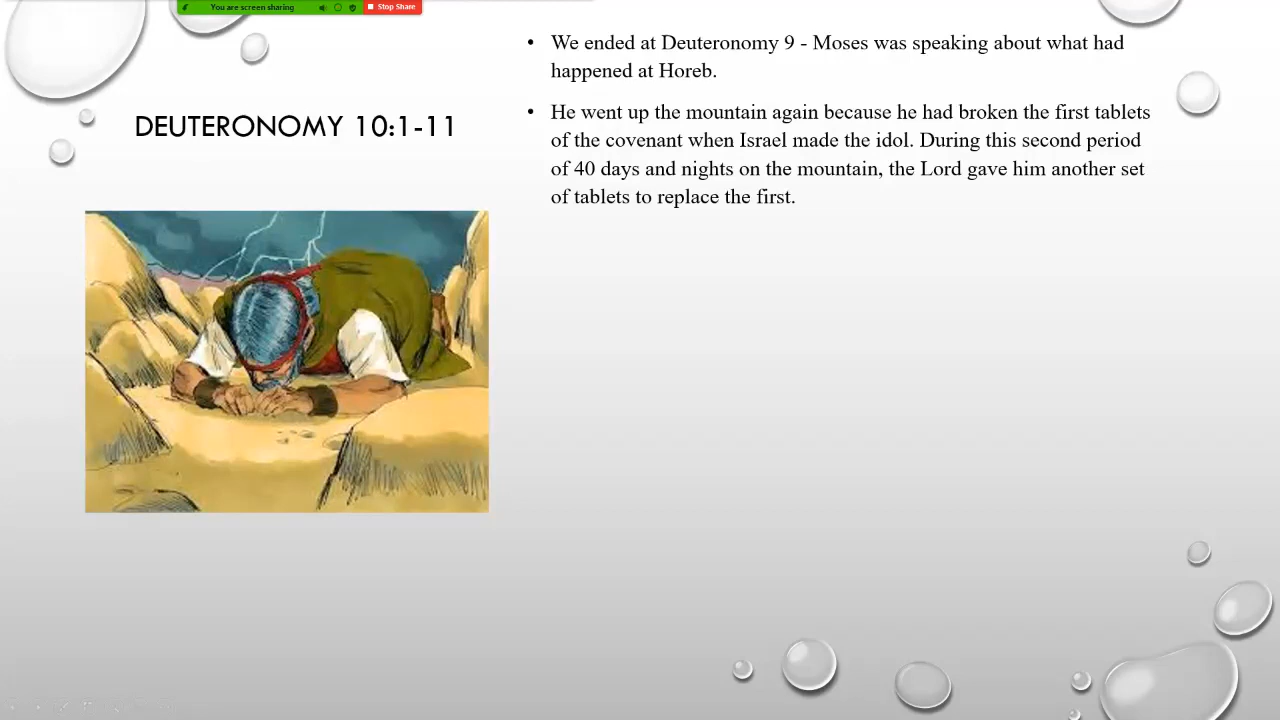 You are screen sharing
Stop Share
DEUTERONOMY 10:1-11
• We ended at Deuteronomy 9 - Moses was speaking about what had
happened at Horeb.
• He went up the mountain again because he had broken the first tablets
of the covenant when Israel made the idol. During this second period
of 40 days and nights on the mountain, the Lord gave him another set
of tablets to replace the first.